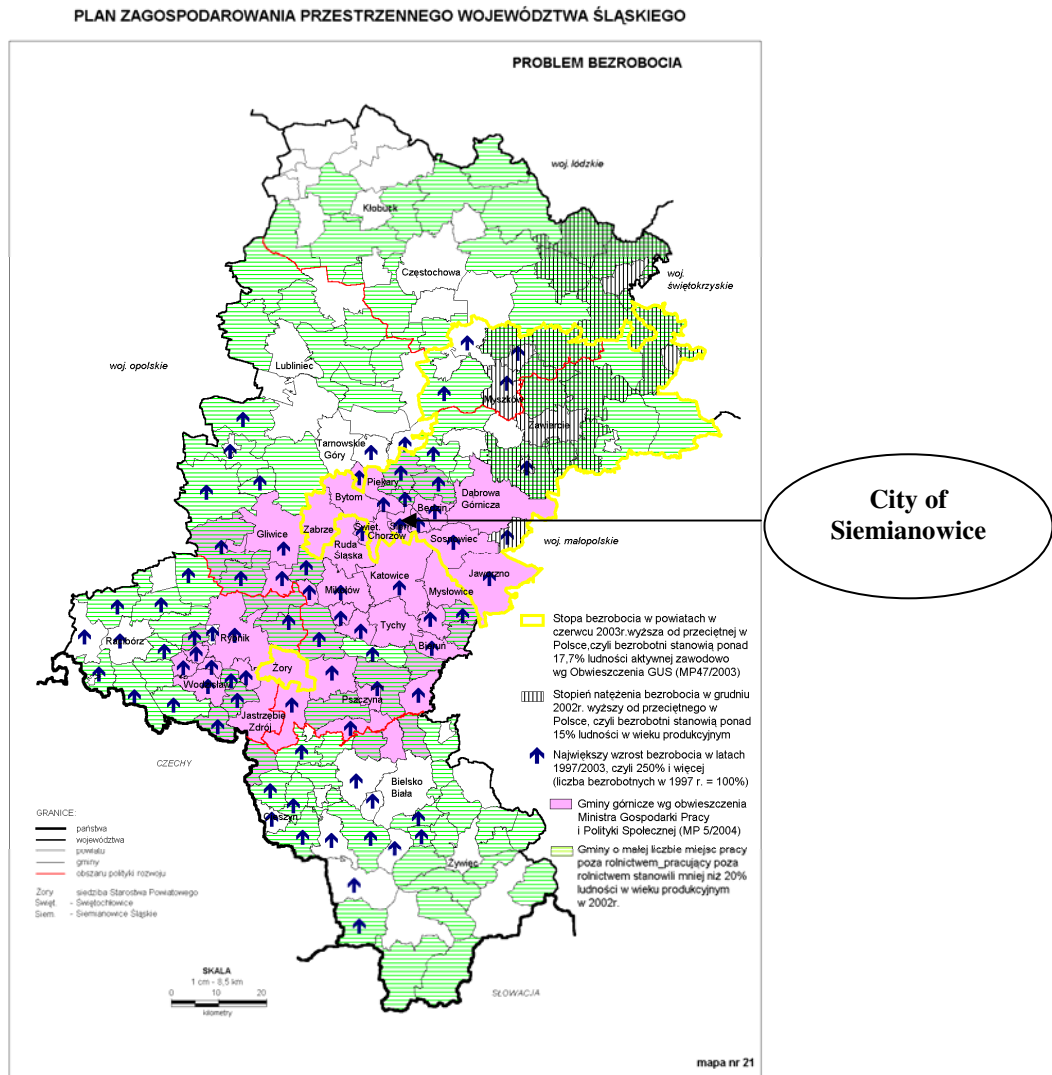 PLAN ZAGOSPODAROWANIA PRZESTRZENNEGO WOJEWÓDZTWA ŚLĄSKIEGO
PROBLEM BEZROBOCIA
woj. łódzkie
Kłobuck
Częstochowa
woj.
świętokrzyskie
woj. opolskie
Lubliniec
Myszków
Zawiercie
Tarnowskie
Góry
Piekary
Bytom
Dąbrowa
Górnicza
Będzin
City of
Siemianowice
Zabrze
Święt.
Chorzów
Gliwice
Ruda
Śląska
Sosnowiec
woj. małopolskie
Katowice
Jaworzno
Mikołów
Mysłowice
Tychy
Racibórz
Rybnik
Bieruń
Żory
Wodzisław
Pszczyna
Jastrzębie
Zdrój
Stopa bezrobocia w powiatach w
czerwcu 2003r.wyższa od przeciętnej w
Polsce,czyli bezrobotni stanowią ponad
17,7% ludności aktywnej zawodowo
wg Obwieszczenia GUS (MP47/2003)
Stopień natężenia bezrobocia w grudniu
2002r. wyższy od przeciętnego w
Polsce, czyli bezrobotni stanowią ponad
15% ludności w wieku produkcyjnym
Największy wzrost bezrobocia w latach
1997/2003, czyli 250% i więcej
(liczba bezrobotnych w 1997 r. = 100%)
Gminy górnicze wg obwieszczenia
Ministra Gospodarki Pracy
i Polityki Społecznej (MP 5/2004)
Gminy o małej liczbie miejsc pracy
poza rolnictwem_pracujący poza
rolnictwem stanowili mniej niż 20%
ludności w wieku produkcyjnym
w 2002r.
CZECHY
Bielsko
Biała
Żywiec
GRANICE:
państwa
województwa
powiatu
gminy
obszaru polityki rozwoju
Żory siedziba Starostwa Powiatowego
Święt. - Świętochłowice
Siem. - Siemianowice Śląskie
SKALA
1 cm - 8,5 km
0 10 20
kilometry
SŁOWACJA
mapa nr 21